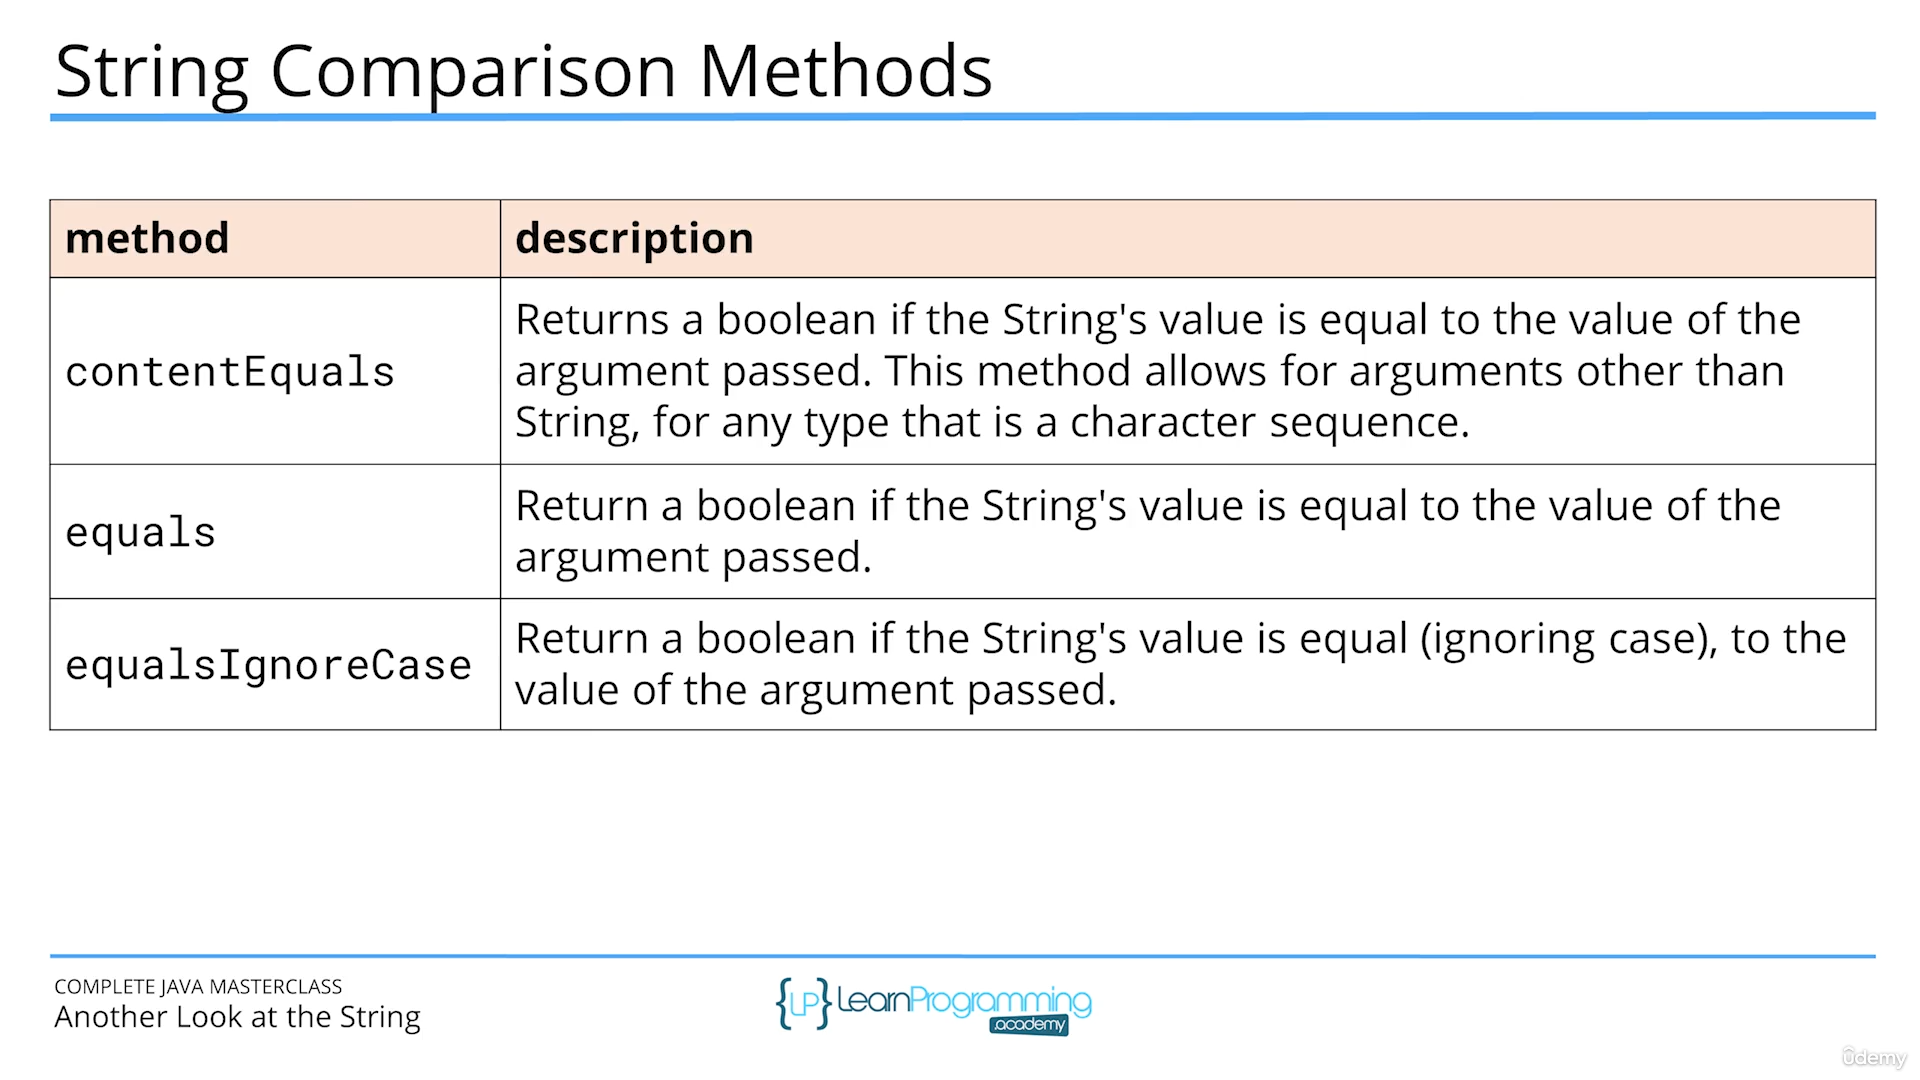 String Comparison Methods
method
description
contentEquals
Returns a boolean if the String's value is equal to the value of the
argument passed. This method allows for arguments other than
String, for any type that is a character sequence.
equals
Return a boolean if the String's value is equal to the value of the
argument passed.
equalsIgnoreCase
Return a boolean if the String's value is equal (ignoring case), to the
value of the argument passed.
COMPLETE JAVA MASTERCLASS
Another Look at the String
{LP} LearnProgramming
.academy
ûdemy